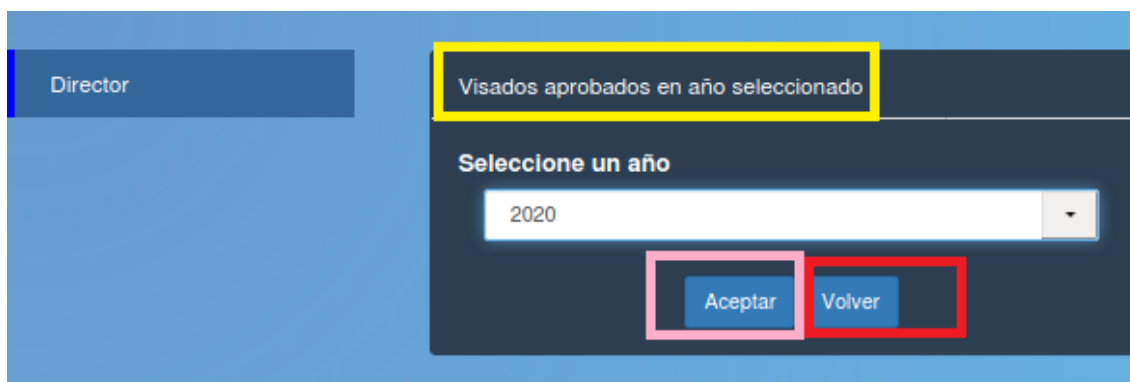 Director
Visados aprobados en año seleccionado
Seleccione un año
2020
Aceptar Volver